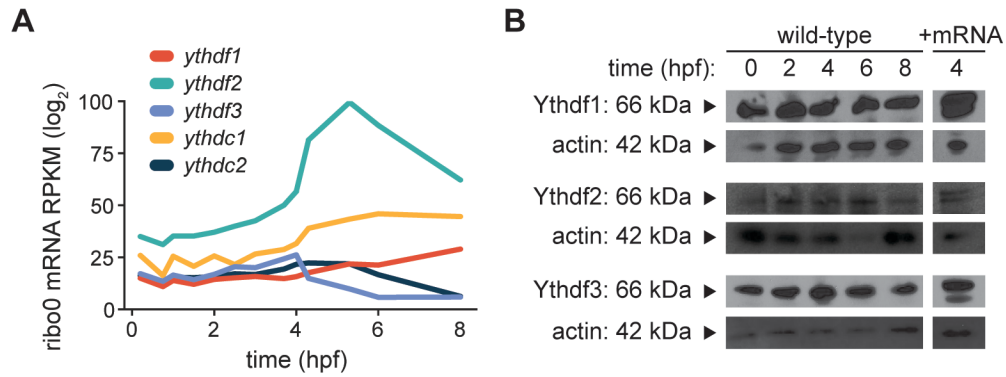 A
ythdf1
ythdf2
ythdf3
ythdc1
ythdc2
ribo0 mRNA RPKM (log2)
100
75
50
25
0
0 2 4 6 8
time (hpf)
B
wild-type +mRNA
time (hpf): 0 2 4 6 8 4
Ythdf1: 66 kDa ►
actin: 42 kDa ►
Ythdf2: 66 kDa ►
actin: 42 kDa ►
Ythdf3: 66 kDa ►
actin: 42 kDa ►